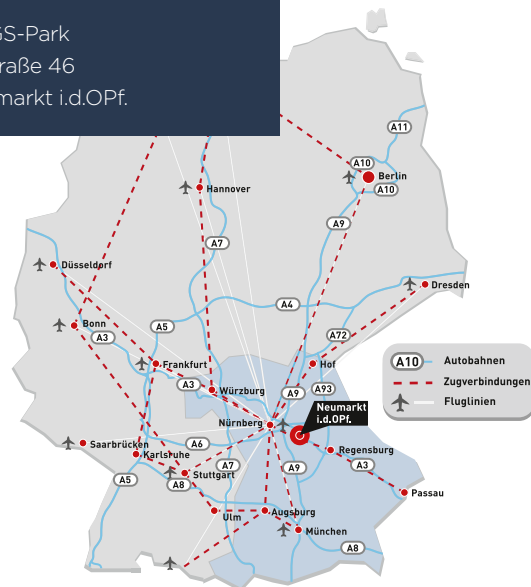 GS-Park
raße 46
markt i.d.OPf.
A11
A10
Berlin
A10
Hannover
A9
A7
Düsseldorf
Dresden
A4
Bonn
A5
A3
A72
Frankfurt
Hof
A10 Autobahnen
A3
Würzburg
A9
A93
Zugverbindungen
Neumarkt
i.d.OPf.
Fluglinien
Nürnberg
Saarbrücken
A6
Karlsruhe
Regensburg
A7
A9
A3
Stuttgart
A5
A8
Passau
Ulm
Augsburg
München
A8